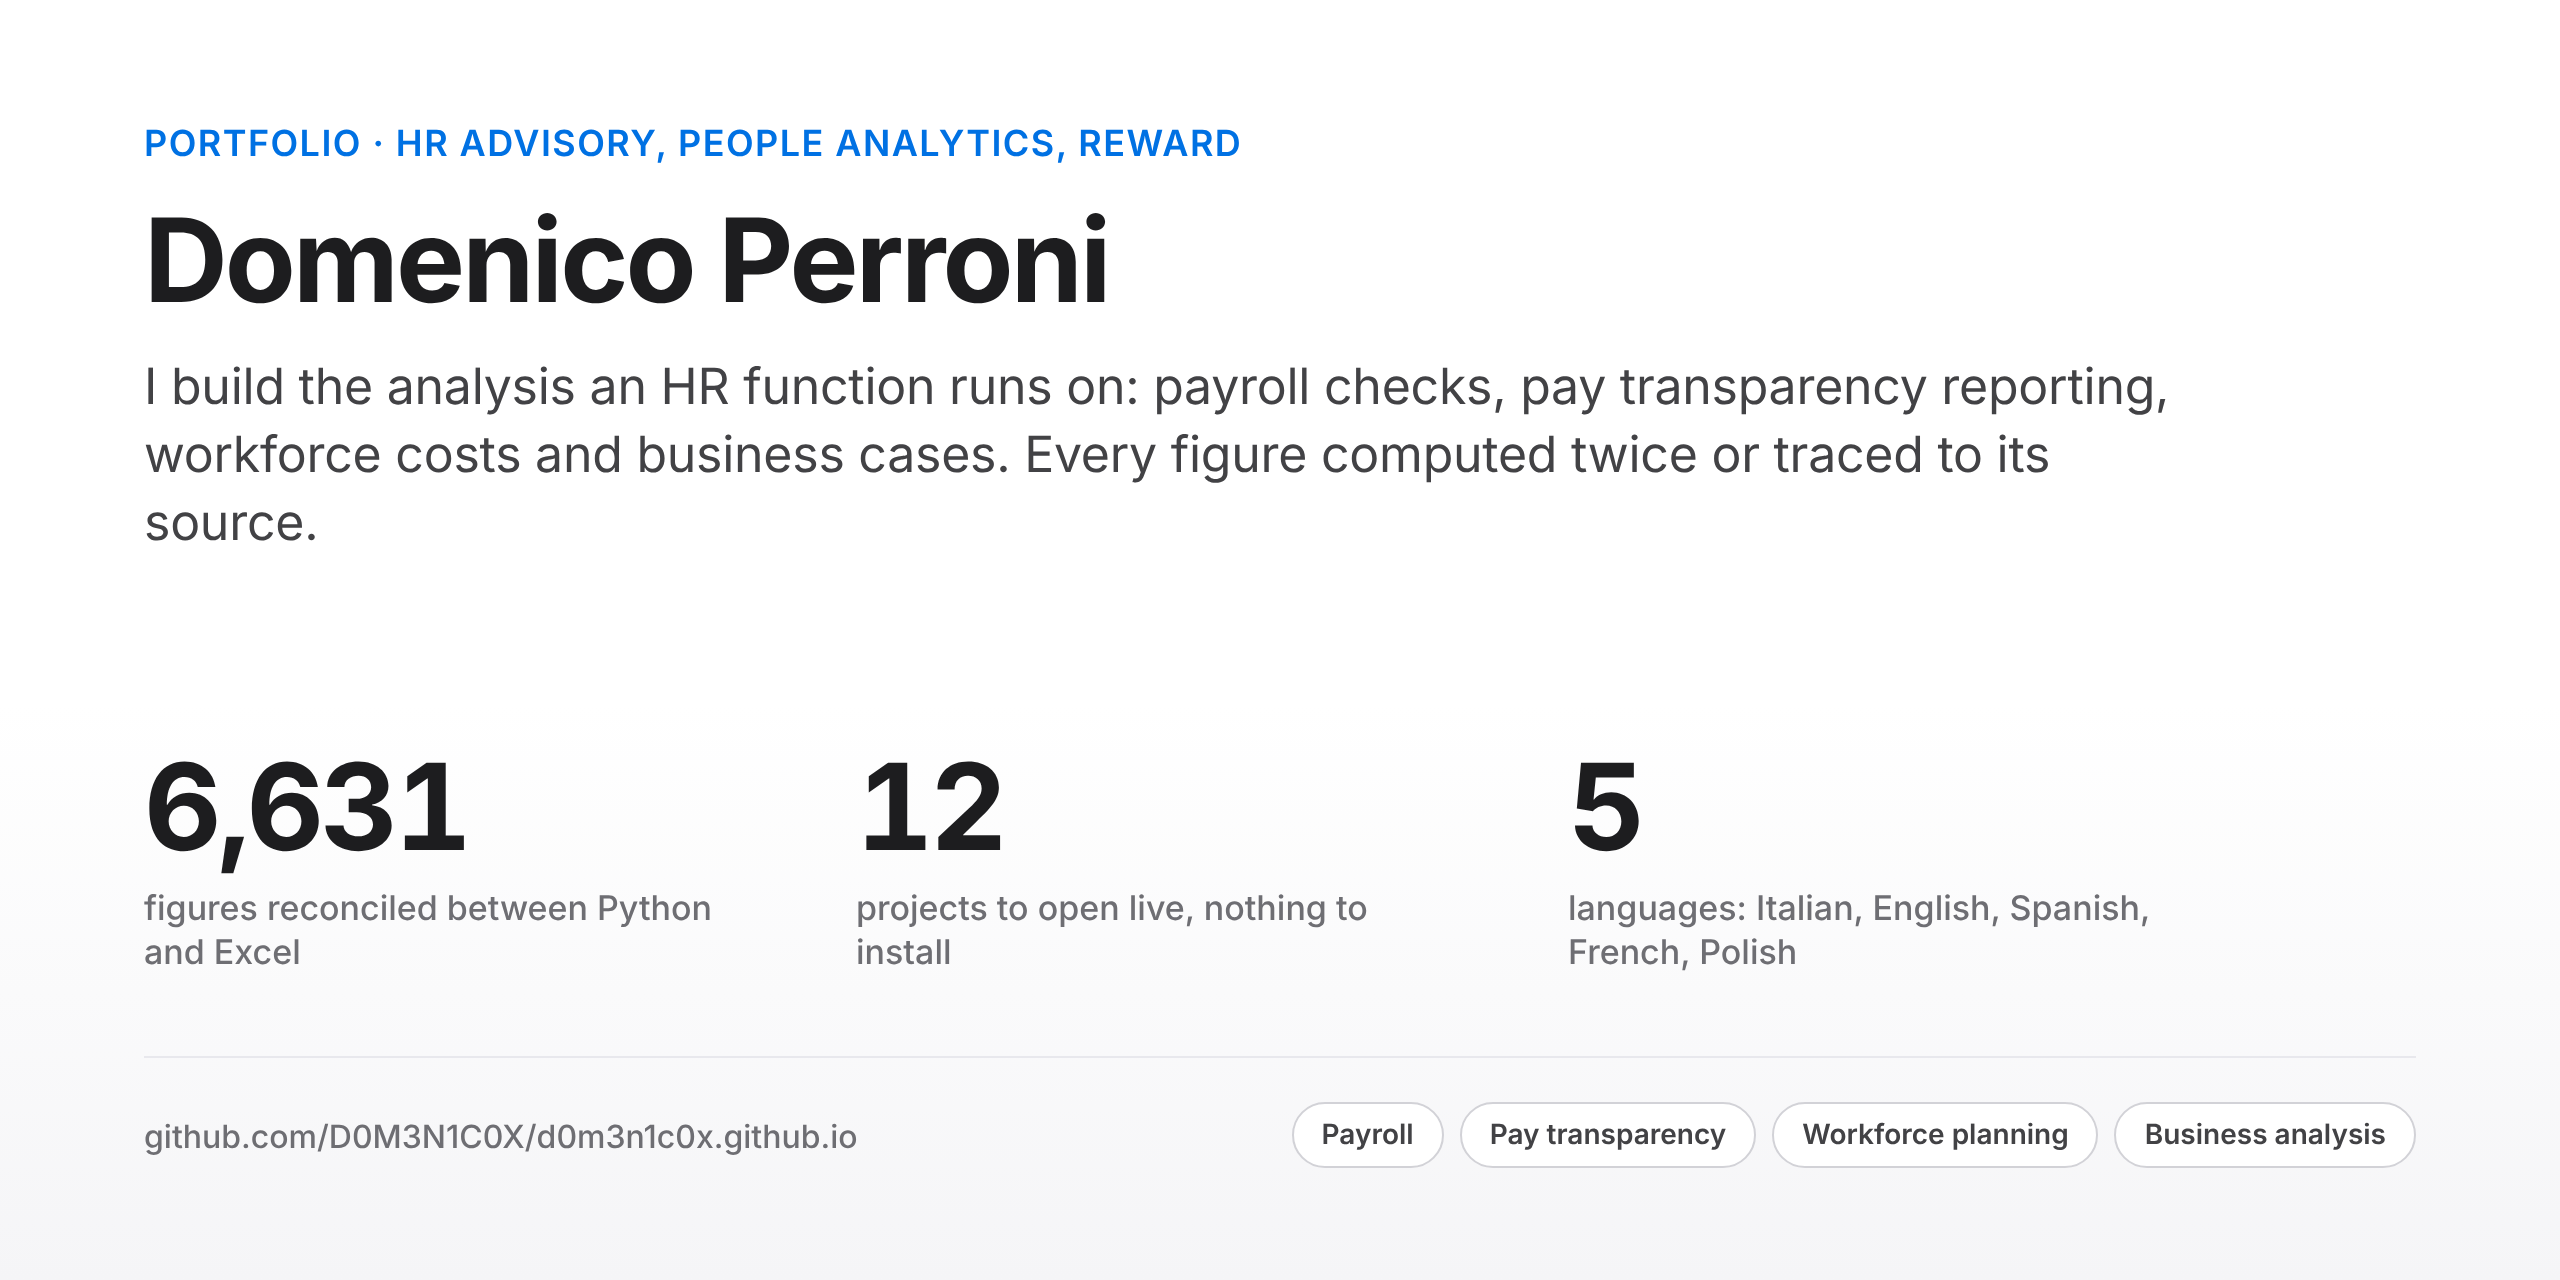 PORTFOLIO · HR ADVISORY, PEOPLE ANALYTICS, REWARD
Domenico Perroni
I build the analysis an HR function runs on: payroll checks, pay transparency reporting,
workforce costs and business cases. Every figure computed twice or traced to its
source.
6,631
figures reconciled between Python
and Excel
12
projects to open live, nothing to
install
5
languages: Italian, English, Spanish,
French, Polish
github.com/D0M3N1C0X/d0m3n1c0x.github.io
Payroll
Pay transparency
Workforce planning
Business analysis